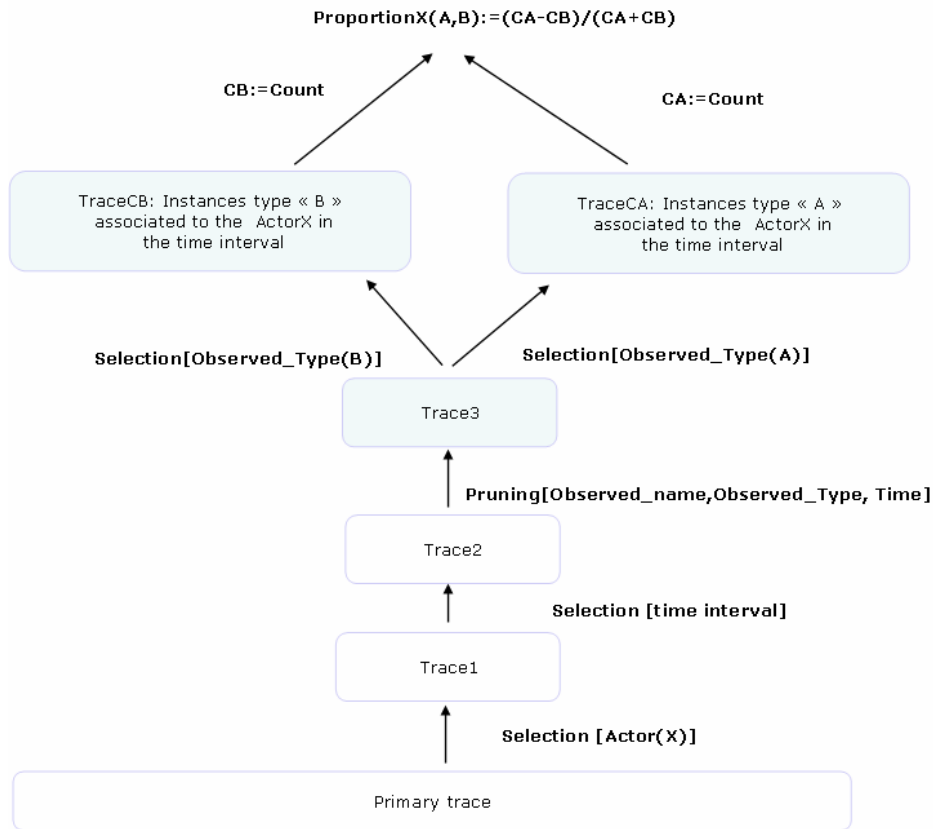 ProportionX(A,B):=(CA-CB)/(CA+CB)
CB:=Count
CA:=Count
TraceCB: Instances type « B »
associated to the ActorX in
the time interval
TraceCA: Instances type « A »
associated to the ActorX in
the time interval
Selection[Observed_Type(B)]
Selection[Observed_Type(A)]
Trace3
Pruning[Observed_name,Observed_Type, Time]
Trace2
Selection [time interval]
Trace1
Selection [Actor(X)]
Primary trace